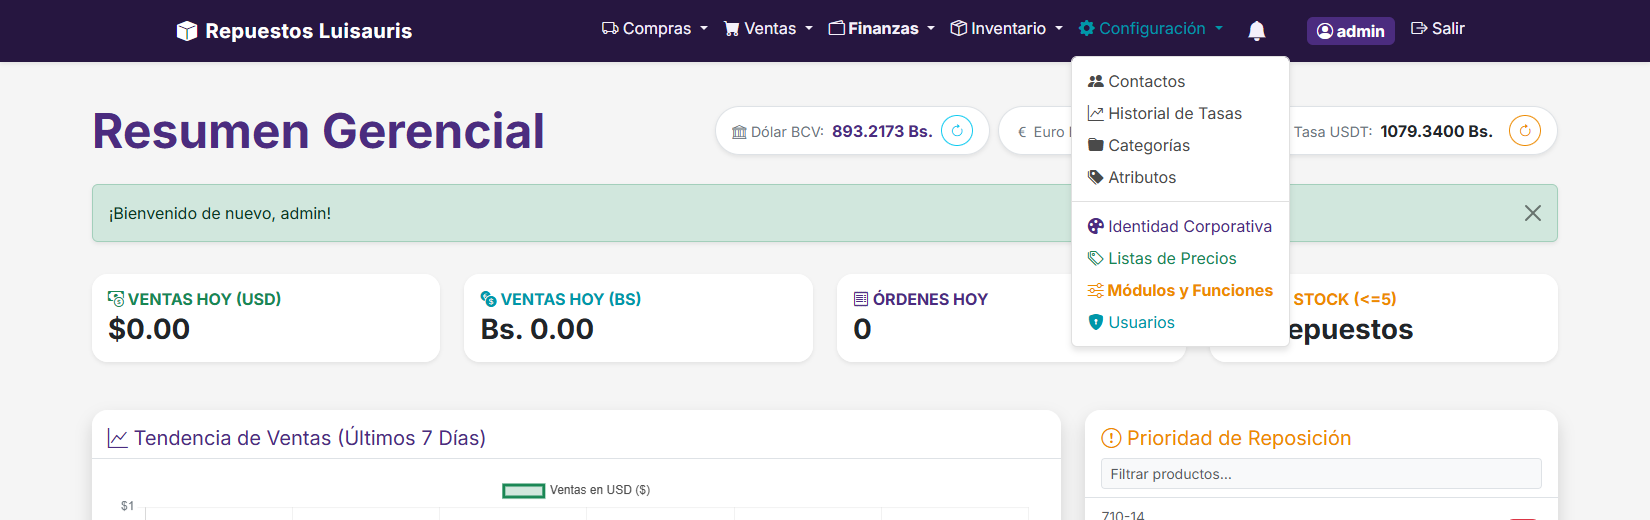 Repuestos Luisauris
Compras
Ventas
Finanzas
Inventario
Configuración
admin
Salir
Contactos
Historial de Tasas
Categorías
Atributos
Identidad Corporativa
Listas de Precios
Módulos y Funciones
Usuarios
Resumen Gerencial
Dólar BCV: 893.2173 Bs.
€ Euro
Tasa USDT: 1079.3400 Bs.
¡Bienvenido de nuevo, admin!
VENTAS HOY (USD)
$0.00
VENTAS HOY (BS)
Bs. 0.00
ÓRDENES HOY
0
STOCK (<=5)
epuestos
Tendencia de Ventas (Últimos 7 Días)
Ventas en USD ($)
$1
Prioridad de Reposición
Filtrar productos...
710-14